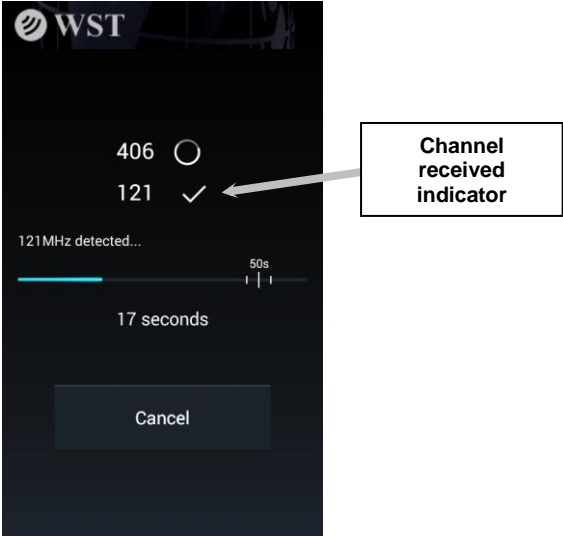 WST
406
121
Channel
received
indicator
121MHz detected...
50s
17 seconds
Cancel